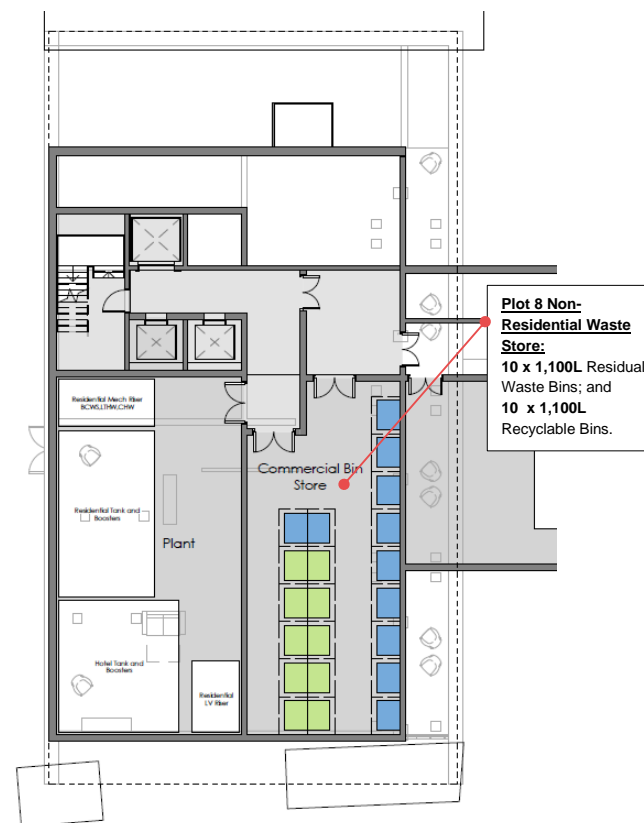 Plot 8 Non-
Residential Waste
Store:
10 x 1,100L Residual
Waste Bins; and
10 x 1,100L
Recyclable Bins.
Residential Mech Riser
BCWS,LTHW,CHW
Commercial Bin
Store
Residential Tank and
Boosters
Plant
Hotel Tank and
Boosters
Residential
LV Riser